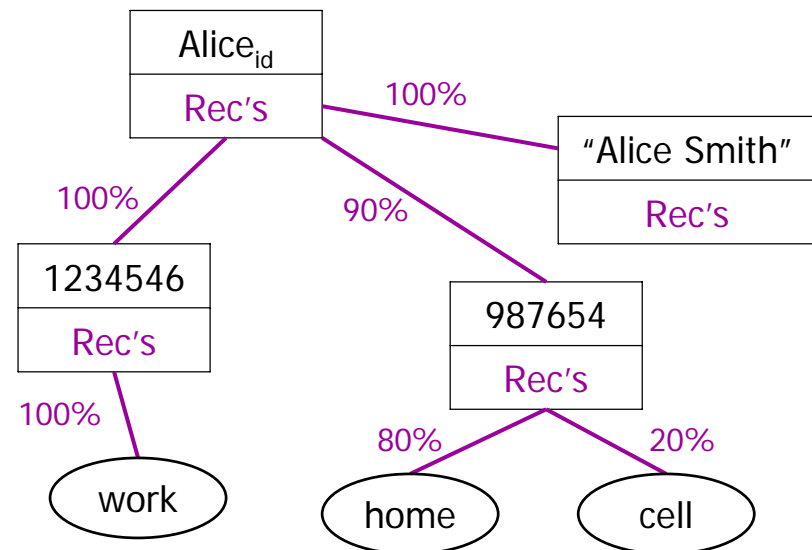 Alice_id
Rec's
100%
"Alice Smith"
Rec's
100%
90%
1234546
Rec's
987654
Rec's
100%
80%
20%
work
home
cell